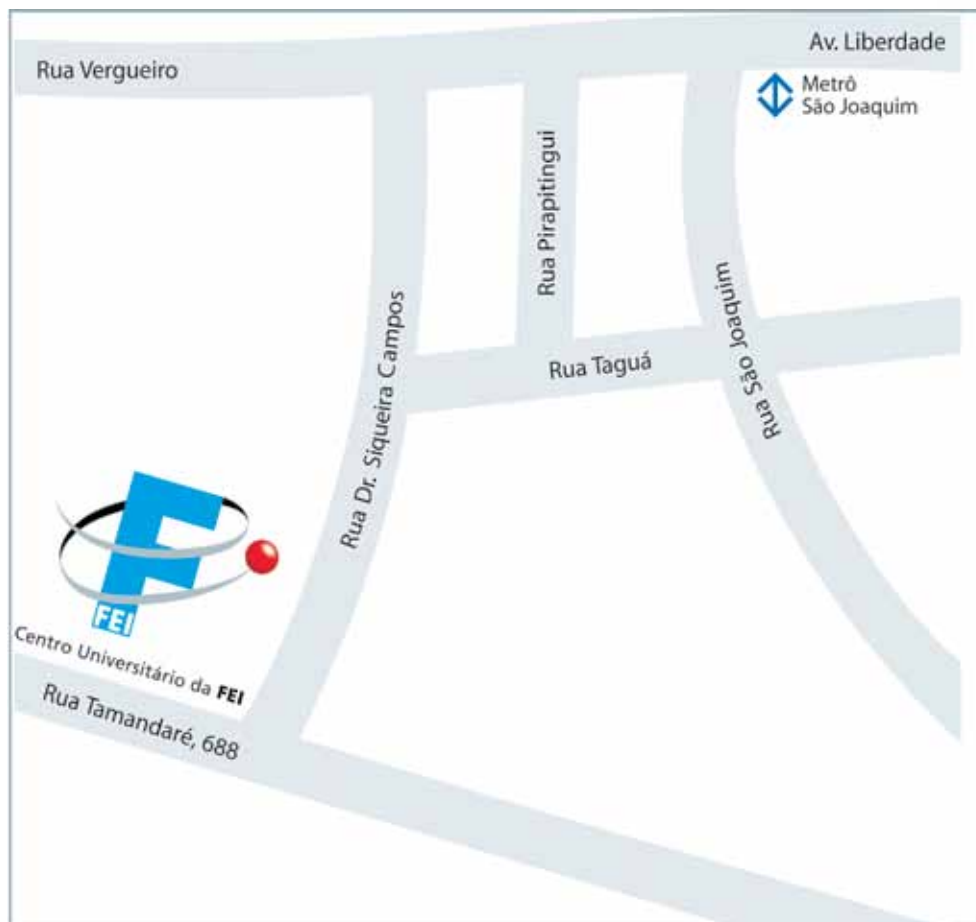 Av. Liberdade
Rua Vergueiro
Metrô
São Joaquim
Rua Pirapitingui
Rua São Joaquim
Rua Dr. Siqueira Campos
Rua Taguá
FEI
Centro Universitário da FEI
Rua Tamandaré, 688